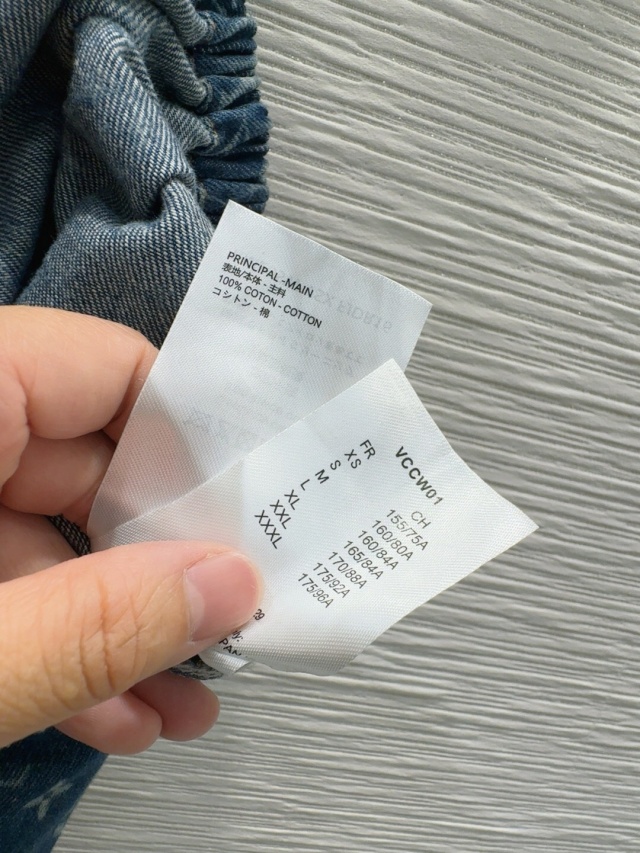 PRINCIPAL -MAIN
表地/本体 - 主料
100% COTON - COTTON
コットン - 棉
VCCW01
FR CH
XS 155/75A
S 160/80A
M 160/84A
L 165/84A
XL 170/88A
XXL 175/92A
XXXL 175/96A
29